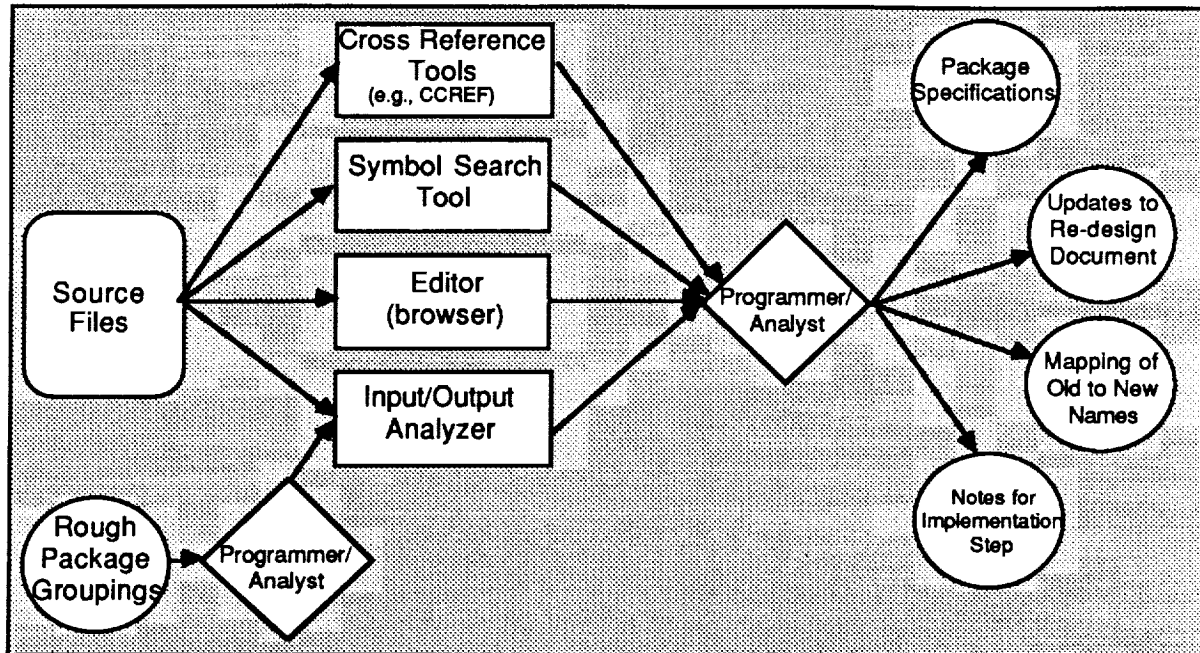 Cross Reference
Tools
(e.g., CCREF)
Symbol Search
Tool
Editor
(browser)
Input/Output
Analyzer
Source
Files
Rough
Package
Groupings
Programmer/
Analyst
Programmer/
Analyst
Package
Specifications
Updates to
Re-design
Document
Mapping of
Old to New
Names
Notes for
Implementation
Step